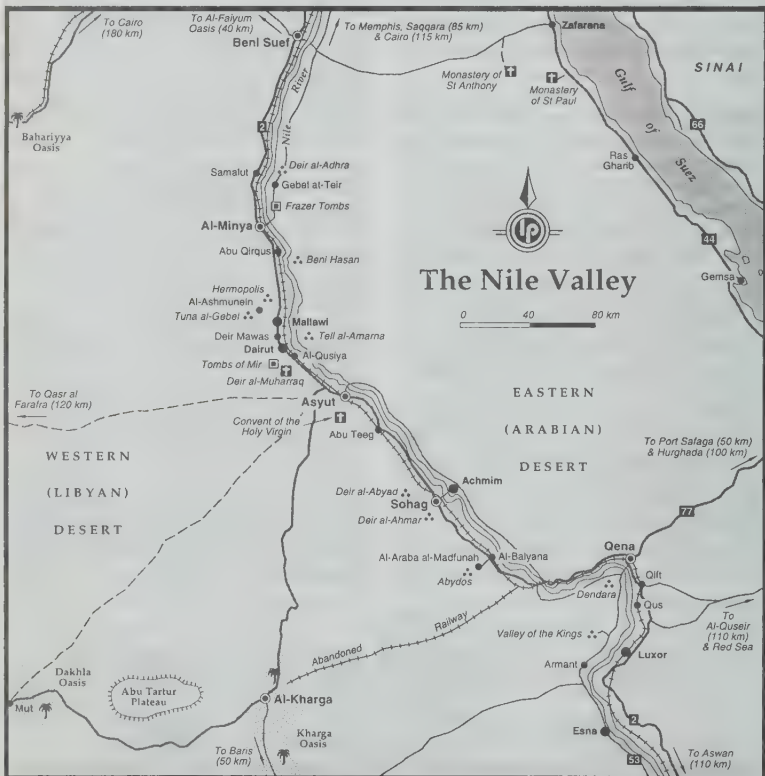 To Cairo
(180 km)
To Al-Faiyum
Oasis (40 km)
Beni Suef
To Memphis, Saqqara (85 km)
& Cairo (115 km)
Zafarana
SINAI
Monastery of
St Anthony
Monastery
of St Paul
Gulf
of
Suez
66
River
Nile
2
Bahariyya
Oasis
Samalut
Deir al-Adhra
Gebel at-Teir
Frazer Tombs
Ras
Gharib
Al-Minya
LP
44
Abu Qirqus
Beni Hasan
The Nile Valley
Gemsa
Hermopolis
Al-Ashmunein
Tuna al-Gebel
Mallawi
0 40 80 km
Deir Mawas
Tell al-Amarna
Dairut
Al-Qusiya
Tombs of Mir
Deir al-Muharraq
To Qasr al
Farafra (120 km)
Asyut
EASTERN
(ARABIAN)
DESERT
Convent of the
Holy Virgin
Abu Teeg
To Port Safaga (50 km)
& Hurghada (100 km)
WESTERN
(LIBYAN)
DESERT
Achmim
Deir al-Abyad
Sohag
77
Deir al-Ahmar
Qena
Al-Araba al-Madfunah
Al-Balyana
Abydos
Qift
Dendara
Qus
To
Al-Quseir
(110 km)
& Red Sea
Abandoned Railway
Valley of the Kings
Luxor
Armant
Dakhla
Oasis
Abu Tartur
Plateau
Mut
Al-Kharga
2
Kharga
Oasis
Esna
To Baris
(50 km)
53
To Aswan
(110 km)